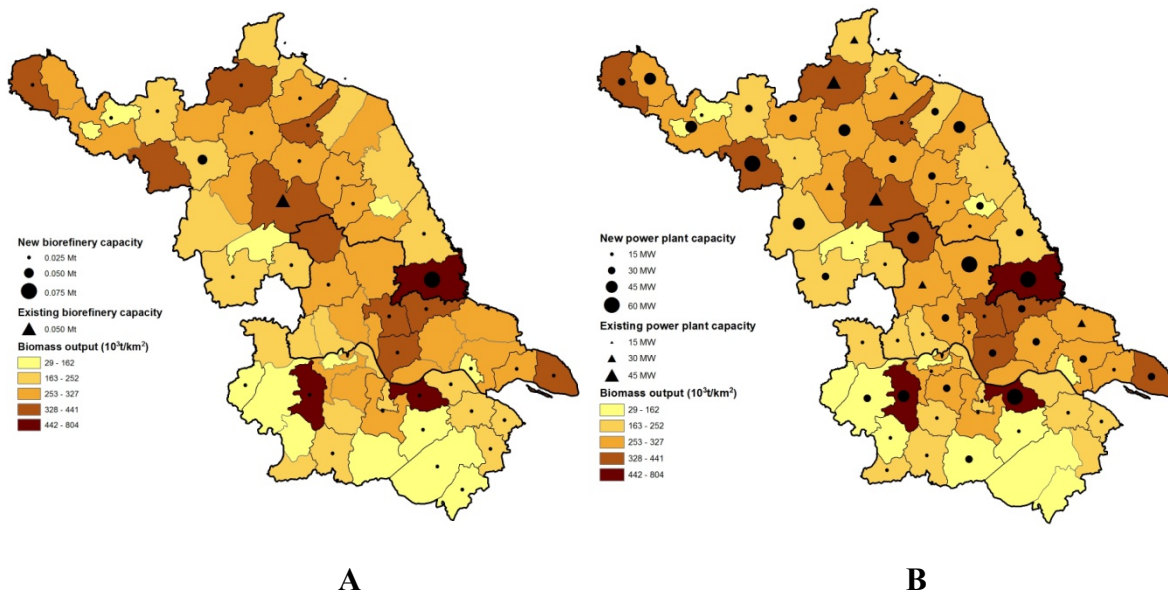 New biorefinery capacity
0.025 Mt
0.050 Mt
0.075 Mt
Existing biorefinery capacity
0.050 Mt
Biomass output (10³t/km²)
29 - 162
163 - 252
253 - 327
328 - 441
442 - 804
New power plant capacity
15 MW
30 MW
45 MW
60 MW
Existing power plant capacity
15 MW
30 MW
45 MW
Biomass output (10³t/km²)
29 - 162
163 - 252
253 - 327
328 - 441
442 - 804
A
B